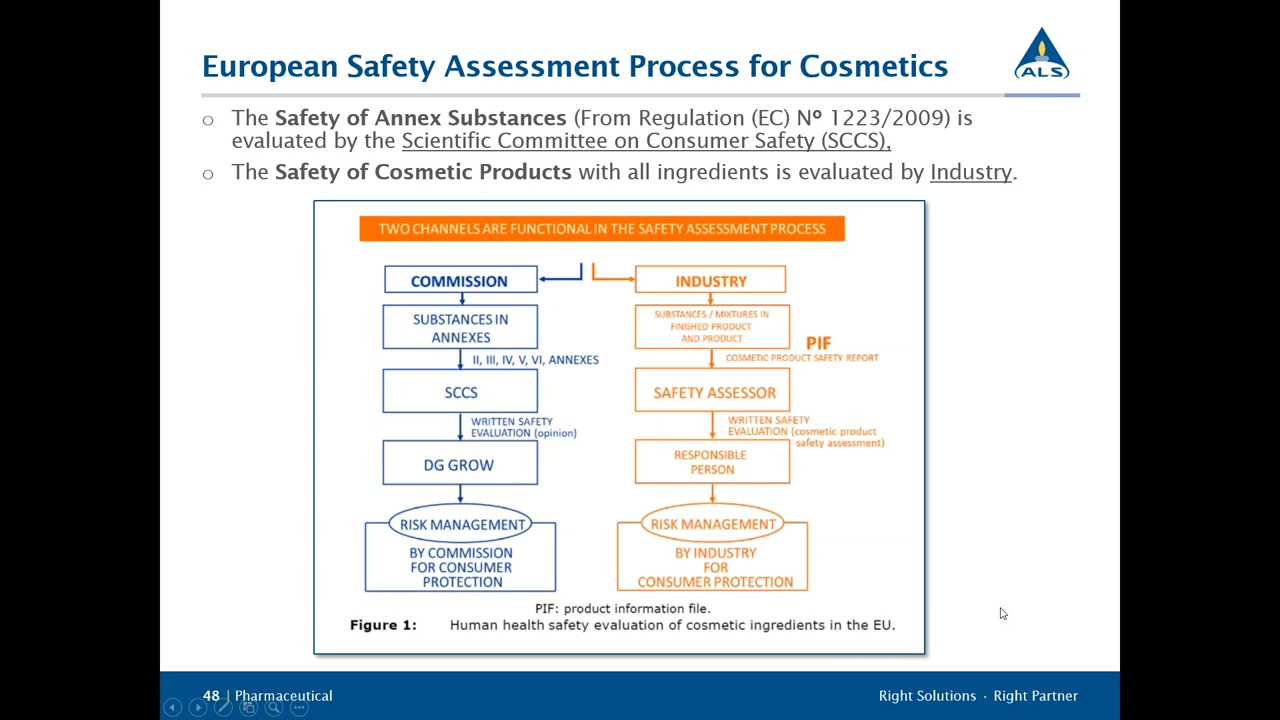 European Safety Assessment Process for Cosmetics
ALS
o The Safety of Annex Substances (From Regulation (EC) Nº 1223/2009) is
evaluated by the Scientific Committee on Consumer Safety (SCCS),
o The Safety of Cosmetic Products with all ingredients is evaluated by Industry.
TWO CHANNELS ARE FUNCTIONAL IN THE SAFETY ASSESSMENT PROCESS
COMMISSION
SUBSTANCES IN
ANNEXES
II, III, IV, V, VI, ANNEXES
SCCS
WRITTEN SAFETY
EVALUATION (opinion)
DG GROW
RISK MANAGEMENT
BY COMMISSION
FOR CONSUMER
PROTECTION
INDUSTRY
SUBSTANCES / MIXTURES IN
FINISHED PRODUCT
AND PRODUCT
PIF
COSMETIC PRODUCT SAFETY REPORT
SAFETY ASSESSOR
WRITTEN SAFETY
EVALUATION (cosmetic product
safety assessment)
RESPONSIBLE
PERSON
RISK MANAGEMENT
BY INDUSTRY
FOR
CONSUMER PROTECTION
PIF: product information file.
Figure 1: Human health safety evaluation of cosmetic ingredients in the EU.
48 | Pharmaceutical
Right Solutions · Right Partner